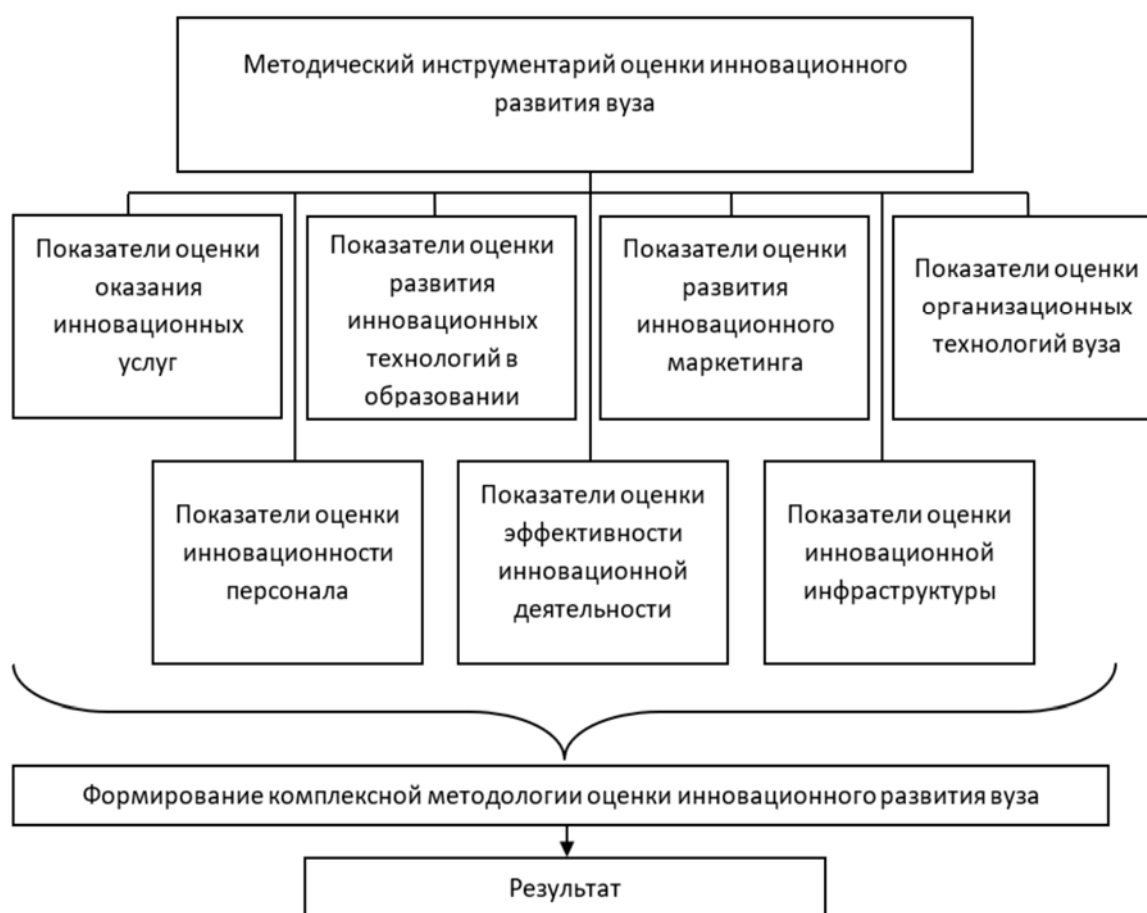 Методический инструментарий оценки инновационного
развития вуза
Показатели оценки
оказания
инновационных
услуг
Показатели оценки
развития
инновационных
технологий в
образовании
Показатели оценки
развития
инновационного
маркетинга
Показатели оценки
организационных
технологий вуза
Показатели оценки
инновационности
персонала
Показатели оценки
эффективности
инновационной
деятельности
Показатели оценки
инновационной
инфраструктуры
Формирование комплексной методологии оценки инновационного развития вуза
Результат